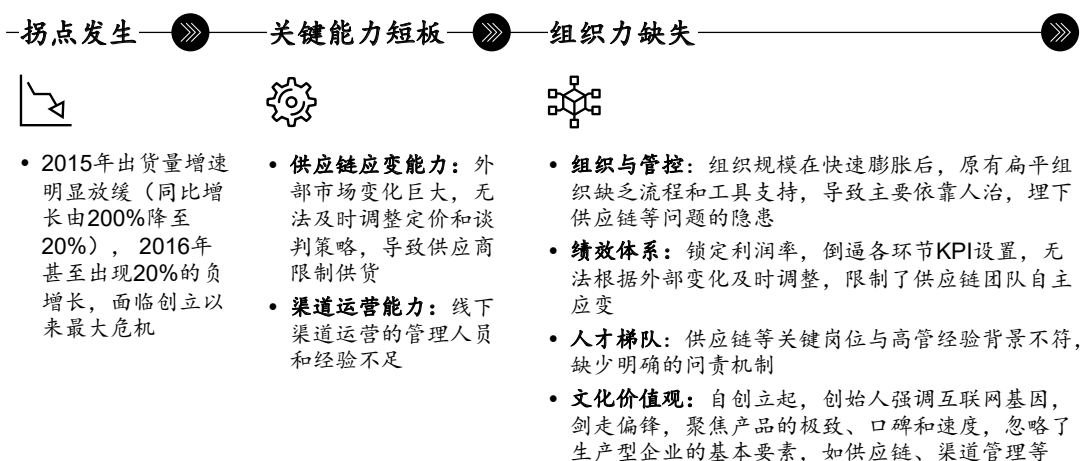 拐点发生
关键能力短板
组织力缺失
• 2015年出货量增速
明显放缓（同比增
长由200%降至
20%）， 2016年
甚至出现20%的负
增长，面临创立以
来最大危机
• 供应链应变能力：外
部市场变化巨大，无
法及时调整定价和谈
判策略，导致供应商
限制供货
• 渠道运营能力：线下
渠道运营的管理人员
和经验不足
• 组织与管控：组织规模在快速膨胀后，原有扁平组
织缺乏流程和工具支持，导致主要依靠人治，埋下
供应链等问题的隐患
• 绩效体系：锁定利润率，倒逼各环节KPI设置，无
法根据外部变化及时调整，限制了供应链团队自主
应变
• 人才梯队：供应链等关键岗位与高管经验背景不符，
缺少明确的问责机制
• 文化价值观：自创立起，创始人强调互联网基因，
剑走偏锋，聚焦产品的极致、口碑和速度，忽略了
生产型企业的基本要素，如供应链、渠道管理等